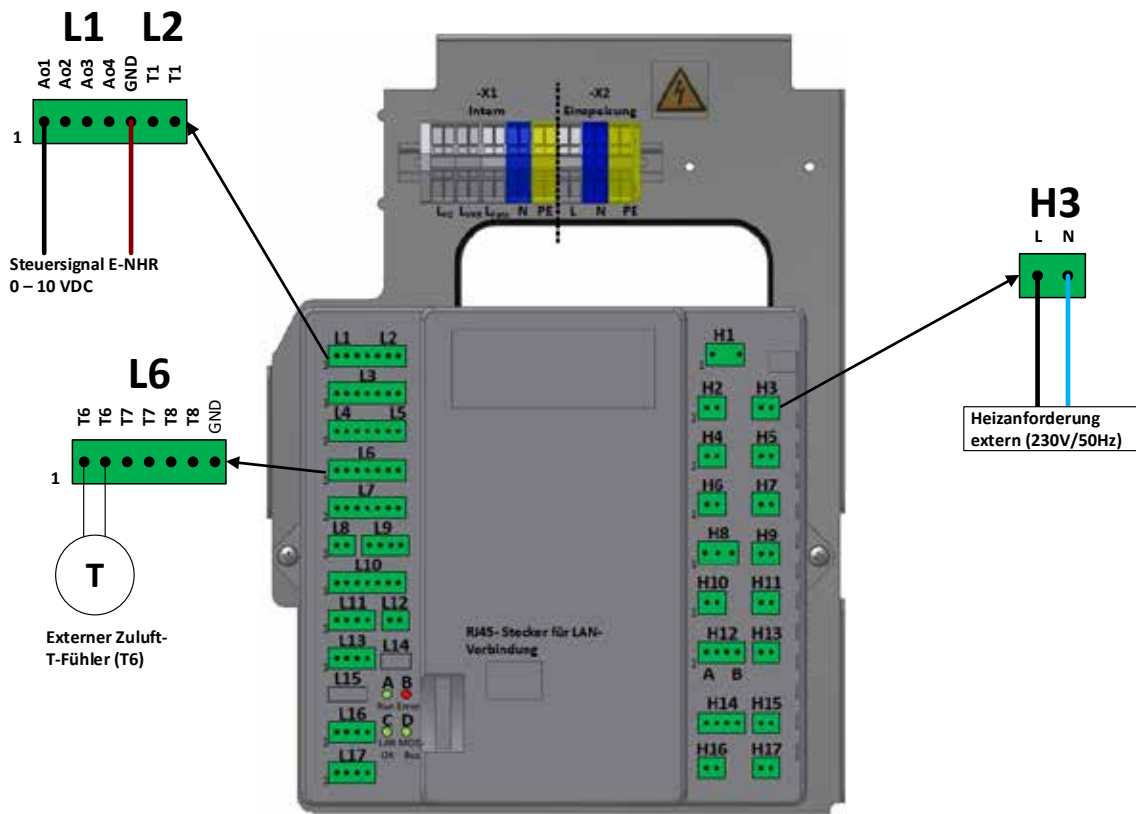 L1 L2
Ao1 Ao2 Ao3 Ao4 GND T1 T1
1
Steuersignal E-NHR
0 – 10 VDC
L6
T6 T6 T7 T7 T8 T8 GND
1
T
Externer Zuluft-
T-Fühler (T6)
-X1
Intern
-X2
Einspeisung
N PE L N PE
H3
L N
Heizanforderung
extern (230V/50Hz)
L1 L2
L3
L4 L5
L6
L7
L8 L9
L10
L11 L12
L13 L14
L15
A B
Run Error
L16
C D
LAN MOD-
OK Bus
L17
RJ45- Stecker für LAN-
Verbindung
H1
H2 H3
H4 H5
H6 H7
H8 H9
H10 H11
H12 H13
A B
H14 H15
H16 H17